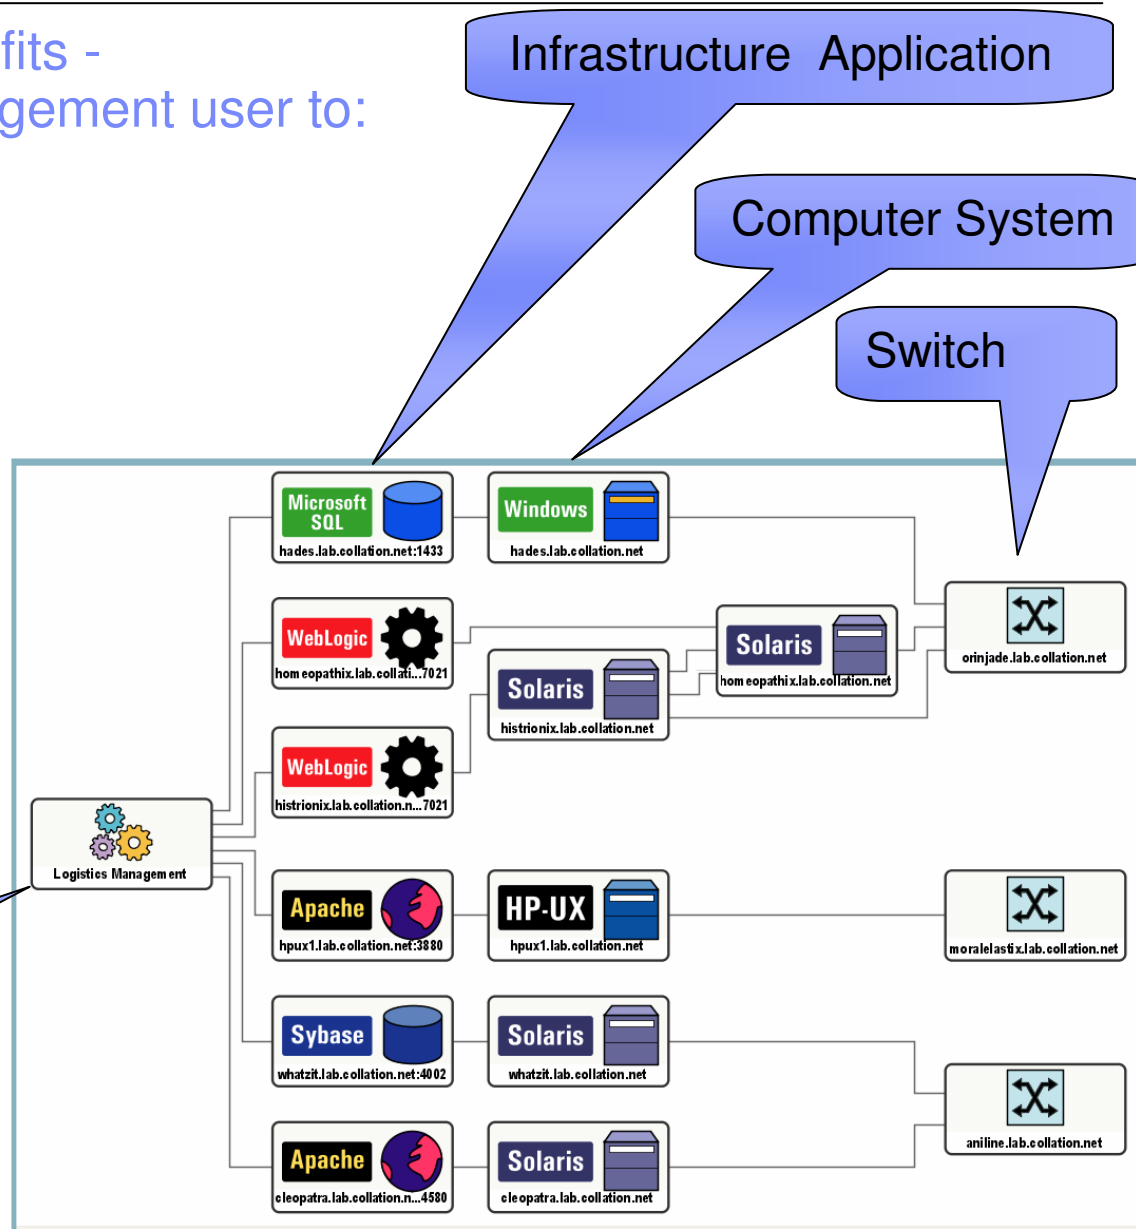 fits -
gement user to:
Infrastructure Application
Computer System
Switch
Microsoft
SQL
hades.lab.collation.net:1433
Windows
hades.lab.collation.net
WebLogic
homeopathix.lab.collati...7021
Solaris
homeopathix.lab.collation.net
orinjade.lab.collation.net
Solaris
histrionix.lab.collation.net
WebLogic
histrionix.lab.collation.n...7021
Logistics Management
Apache
hpux1.lab.collation.net:3880
HP-UX
hpux1.lab.collation.net
moralelastix.lab.collation.net
Sybase
whatzit.lab.collation.net:4002
Solaris
whatzit.lab.collation.net
aniline.lab.collation.net
Apache
cleopatra.lab.collation.n...4580
Solaris
cleopatra.lab.collation.net